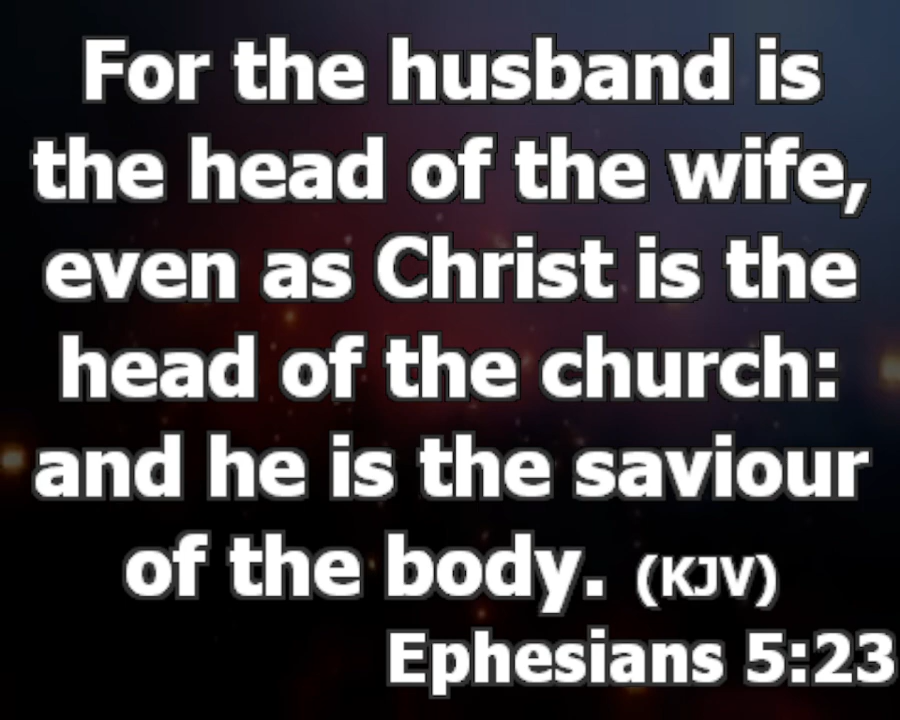 For the husband is
the head of the wife,
even as Christ is the
head of the church:
and he is the saviour
of the body. (KJV)
Ephesians 5:23